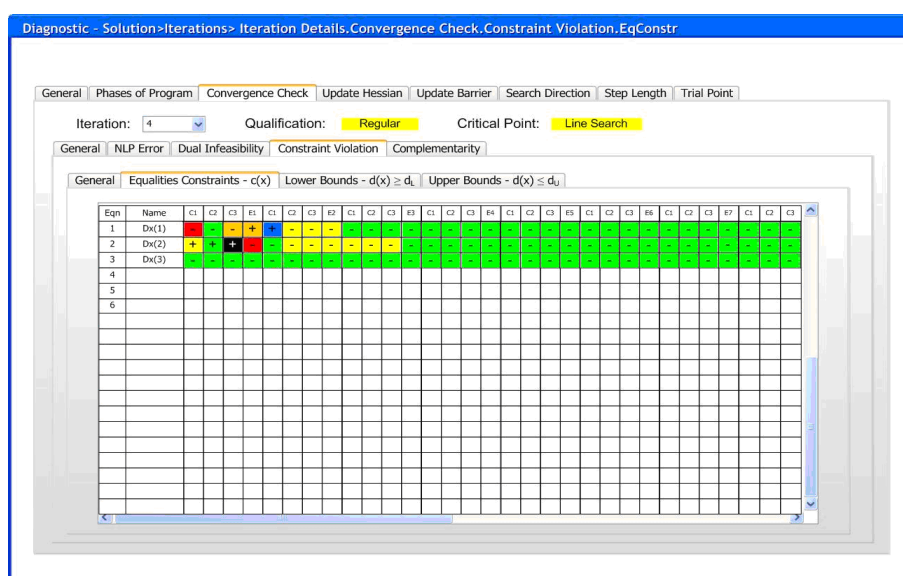 Diagnostic - Solution>Iterations> Iteration Details.Convergence Check.Constraint Violation.EqConstr
General Phases of Program Convergence Check Update Hessian Update Barrier Search Direction Step Length Trial Point
Iteration: 4 Qualification: Regular Critical Point: Line Search
General NLP Error Dual Infeasibility Constraint Violation Complementarity
General Equalities Constraints - c(x) Lower Bounds - d(x) ≥ dL Upper Bounds - d(x) ≤ dU
Eqn Name C1 C2 C3 E1 C1 C2 C3 E2 C1 C2 C3 E3 C1 C2 C3 E4 C1 C2 C3 E5 C1 C2 C3 E6 C1 C2 C3 E7 C1 C2 C3
1 Dx(1) - - - + + - - - - - - - - - - - - - - - - - - - - - - - - - -
2 Dx(2) + + + - - - - - - - - - - - - - - - - - - - - - - - - - - - -
3 Dx(3) - - - - - - - - - - - - - - - - - - - - - - - - - - - - - - -
4
5
6